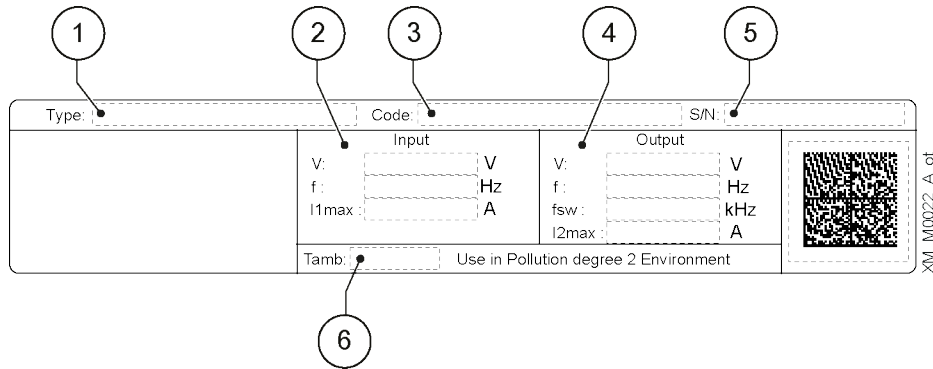 1 2 3 4 5
Type: Code: S/N:
Input Output
V: V V: V
f : Hz f : Hz
I1max : A fsw : kHz
I2max : A
Tamb: Use in Pollution degree 2 Environment
6
XM_M0022_A_ot